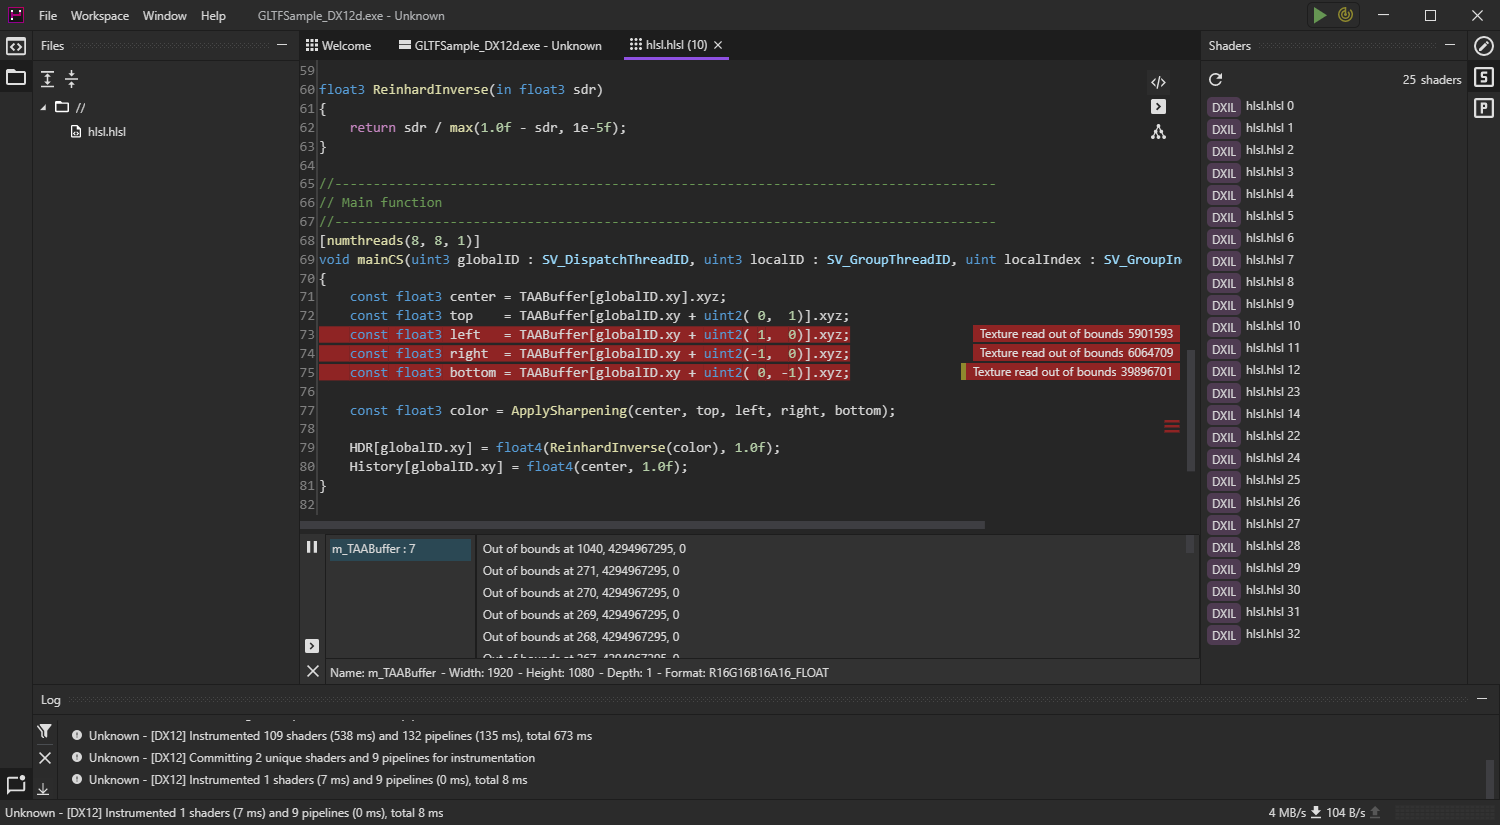 File Workspace Window Help GLTFSample_DX12d.exe - Unknown
Files
Welcome GLTFSample_DX12d.exe - Unknown hlsl.hlsl (10)
Shaders
//
hlsl.hlsl
59
60 float3 ReinhardInverse(in float3 sdr)
61 {
62 return sdr / max(1.0f - sdr, 1e-5f);
63 }
64
65 //--------------------------------------------------------------------------------------
66 // Main function
67 //--------------------------------------------------------------------------------------
68 [numthreads(8, 8, 1)]
69 void mainCS(uint3 globalID : SV_DispatchThreadID, uint3 localID : SV_GroupThreadID, uint localIndex : SV_GroupIn
70 {
71 const float3 center = TAABuffer[globalID.xy].xyz;
72 const float3 top = TAABuffer[globalID.xy + uint2( 0, 1)].xyz;
73 const float3 left = TAABuffer[globalID.xy + uint2( 1, 0)].xyz; Texture read out of bounds 5901593
74 const float3 right = TAABuffer[globalID.xy + uint2(-1, 0)].xyz; Texture read out of bounds 6064709
75 const float3 bottom = TAABuffer[globalID.xy + uint2( 0, -1)].xyz; Texture read out of bounds 39896701
76
77 const float3 color = ApplySharpening(center, top, left, right, bottom);
78
79 HDR[globalID.xy] = float4(ReinhardInverse(color), 1.0f);
80 History[globalID.xy] = float4(center, 1.0f);
81 }
82
m_TAABuffer : 7
Out of bounds at 1040, 4294967295, 0
Out of bounds at 271, 4294967295, 0
Out of bounds at 270, 4294967295, 0
Out of bounds at 269, 4294967295, 0
Out of bounds at 268, 4294967295, 0
Out of bounds at 267, 4294967295, 0
Name: m_TAABuffer - Width: 1920 - Height: 1080 - Depth: 1 - Format: R16G16B16A16_FLOAT
25 shaders
DXIL hlsl.hlsl 0
DXIL hlsl.hlsl 1
DXIL hlsl.hlsl 2
DXIL hlsl.hlsl 3
DXIL hlsl.hlsl 4
DXIL hlsl.hlsl 5
DXIL hlsl.hlsl 6
DXIL hlsl.hlsl 7
DXIL hlsl.hlsl 8
DXIL hlsl.hlsl 9
DXIL hlsl.hlsl 10
DXIL hlsl.hlsl 11
DXIL hlsl.hlsl 12
DXIL hlsl.hlsl 23
DXIL hlsl.hlsl 14
DXIL hlsl.hlsl 22
DXIL hlsl.hlsl 24
DXIL hlsl.hlsl 25
DXIL hlsl.hlsl 26
DXIL hlsl.hlsl 27
DXIL hlsl.hlsl 28
DXIL hlsl.hlsl 29
DXIL hlsl.hlsl 30
DXIL hlsl.hlsl 31
DXIL hlsl.hlsl 32
S
P
Log
Unknown - [DX12] Instrumented 109 shaders (538 ms) and 132 pipelines (135 ms), total 673 ms
Unknown - [DX12] Committing 2 unique shaders and 9 pipelines for instrumentation
Unknown - [DX12] Instrumented 1 shaders (7 ms) and 9 pipelines (0 ms), total 8 ms
Unknown - [DX12] Instrumented 1 shaders (7 ms) and 9 pipelines (0 ms), total 8 ms
4 MB/s 104 B/s